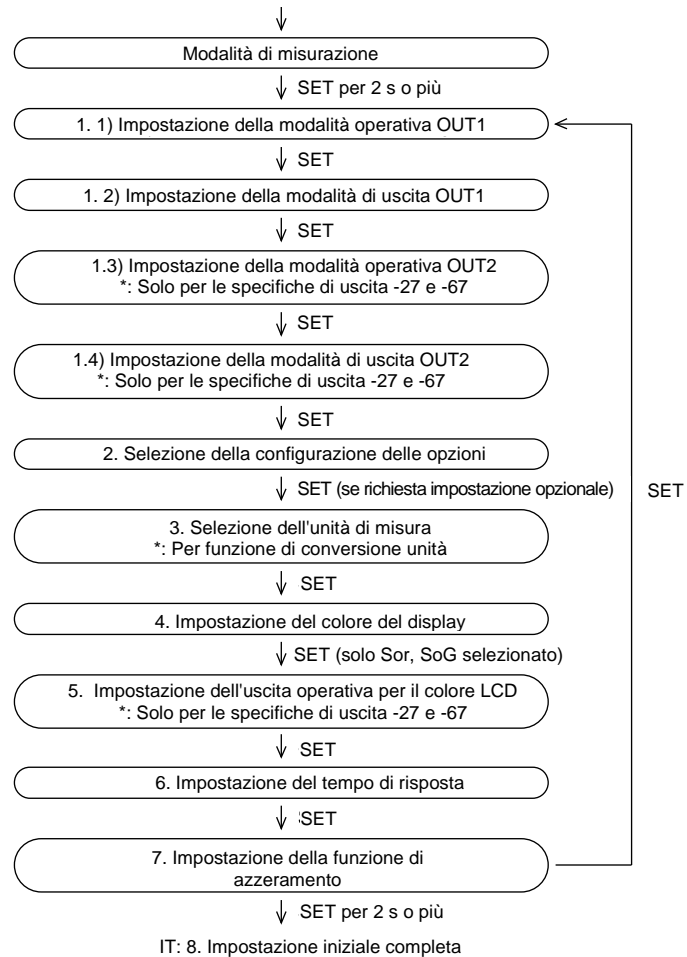 Modalità di misurazione
SET per 2 s o più
1. 1) Impostazione della modalità operativa OUT1
SET
1. 2) Impostazione della modalità di uscita OUT1
SET
1.3) Impostazione della modalità operativa OUT2
*: Solo per le specifiche di uscita -27 e -67
SET
1.4) Impostazione della modalità di uscita OUT2
*: Solo per le specifiche di uscita -27 e -67
SET
2. Selezione della configurazione delle opzioni
SET (se richiesta impostazione opzionale)
SET
3. Selezione dell'unità di misura
*: Per funzione di conversione unità
SET
4. Impostazione del colore del display
SET (solo Sor, SoG selezionato)
5. Impostazione dell'uscita operativa per il colore LCD
*: Solo per le specifiche di uscita -27 e -67
SET
6. Impostazione del tempo di risposta
SET
7. Impostazione della funzione di
azzeramento
SET per 2 s o più
IT: 8. Impostazione iniziale completa